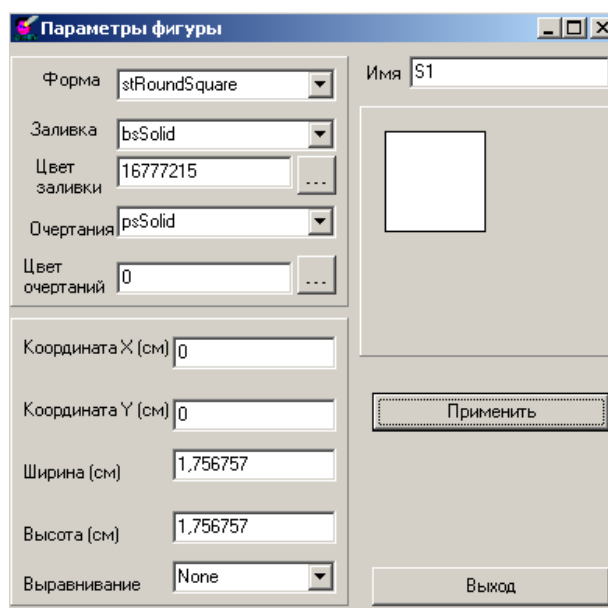 Параметры фигуры
Форма stRoundSquare
Имя S1
Заливка bsSolid
Цвет заливки 16777215 ...
Очертания psSolid
Цвет очертаний 0 ...
Координата X (см) 0
Координата Y (см) 0
Применить
Ширина (см) 1,756757
Высота (см) 1,756757
Выравнивание None
Выход